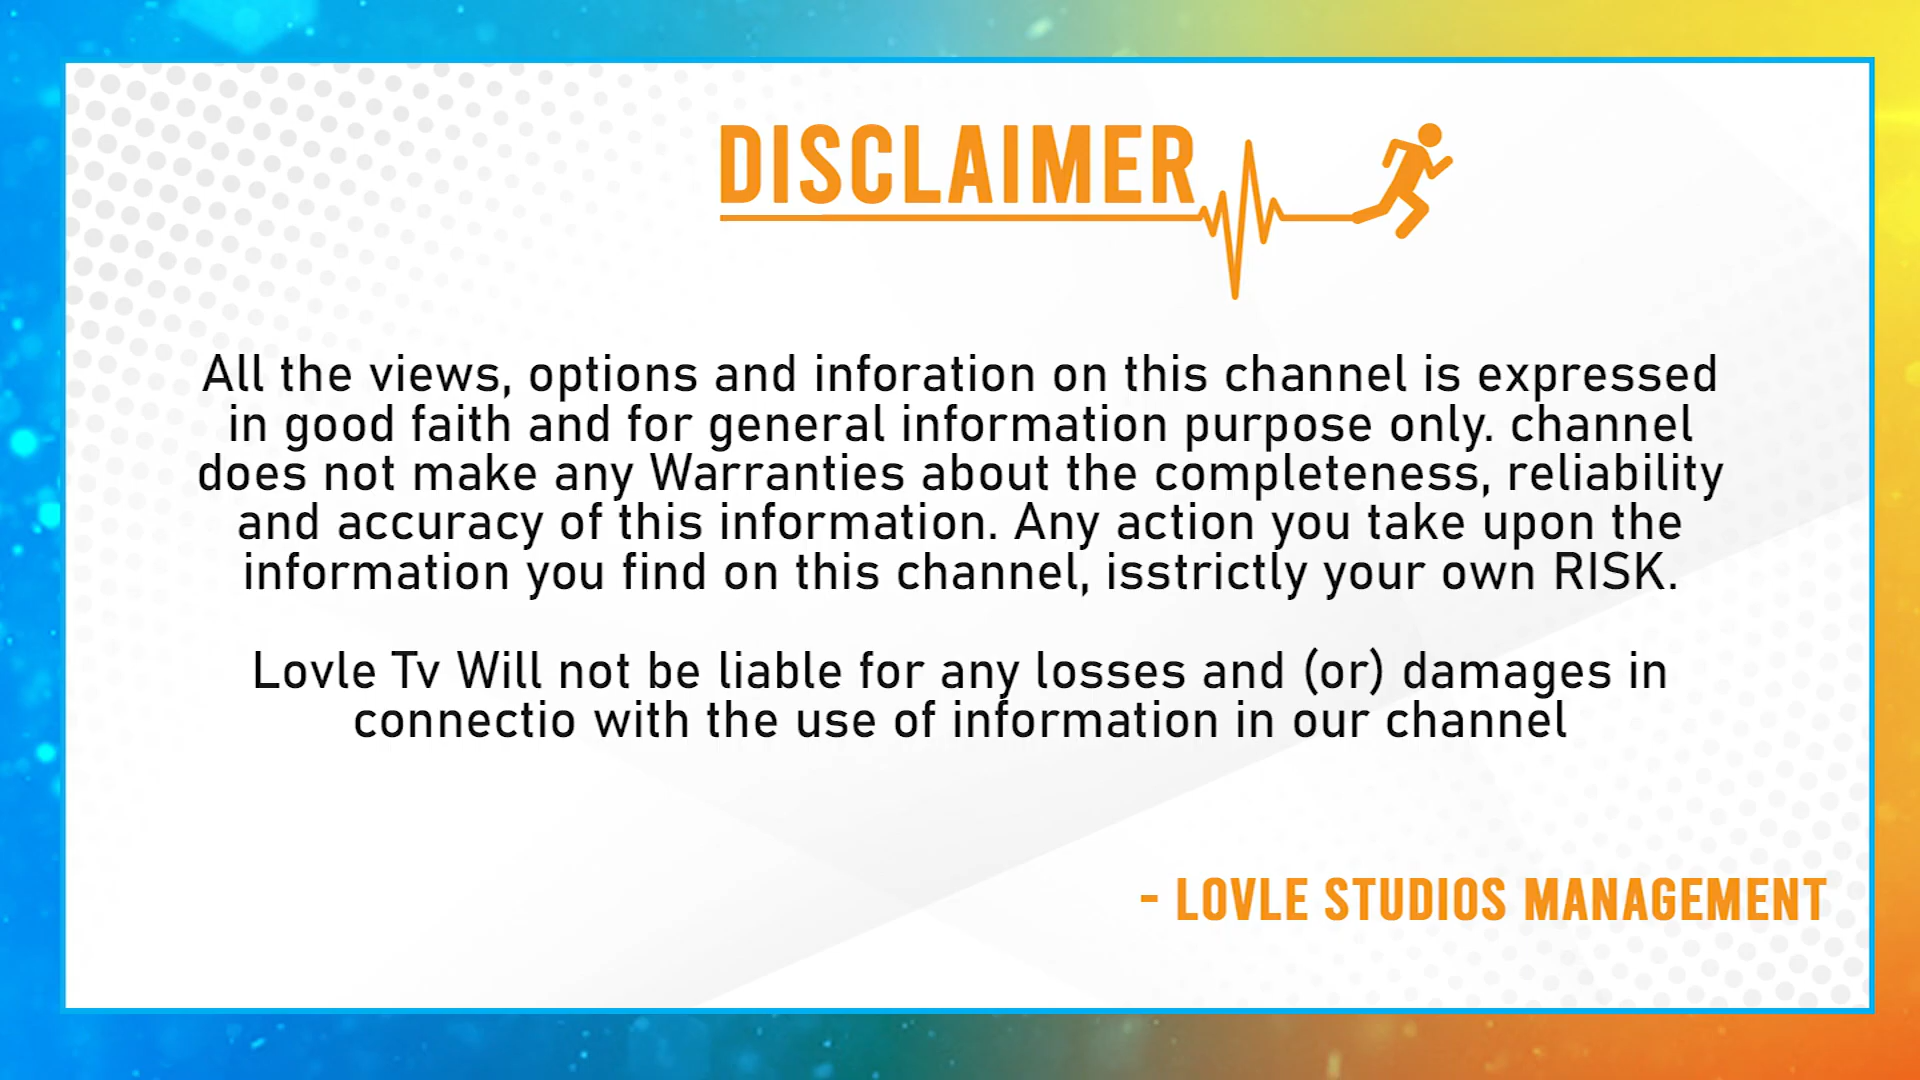 DISCLAIMER
All the views, options and inforation on this channel is expressed
in good faith and for general information purpose only. channel
does not make any Warranties about the completeness, reliability
and accuracy of this information. Any action you take upon the
information you find on this channel, isstrictly your own RISK.
Lovle Tv Will not be liable for any losses and (or) damages in
connectio with the use of information in our channel
- LOVLE STUDIOS MANAGEMENT